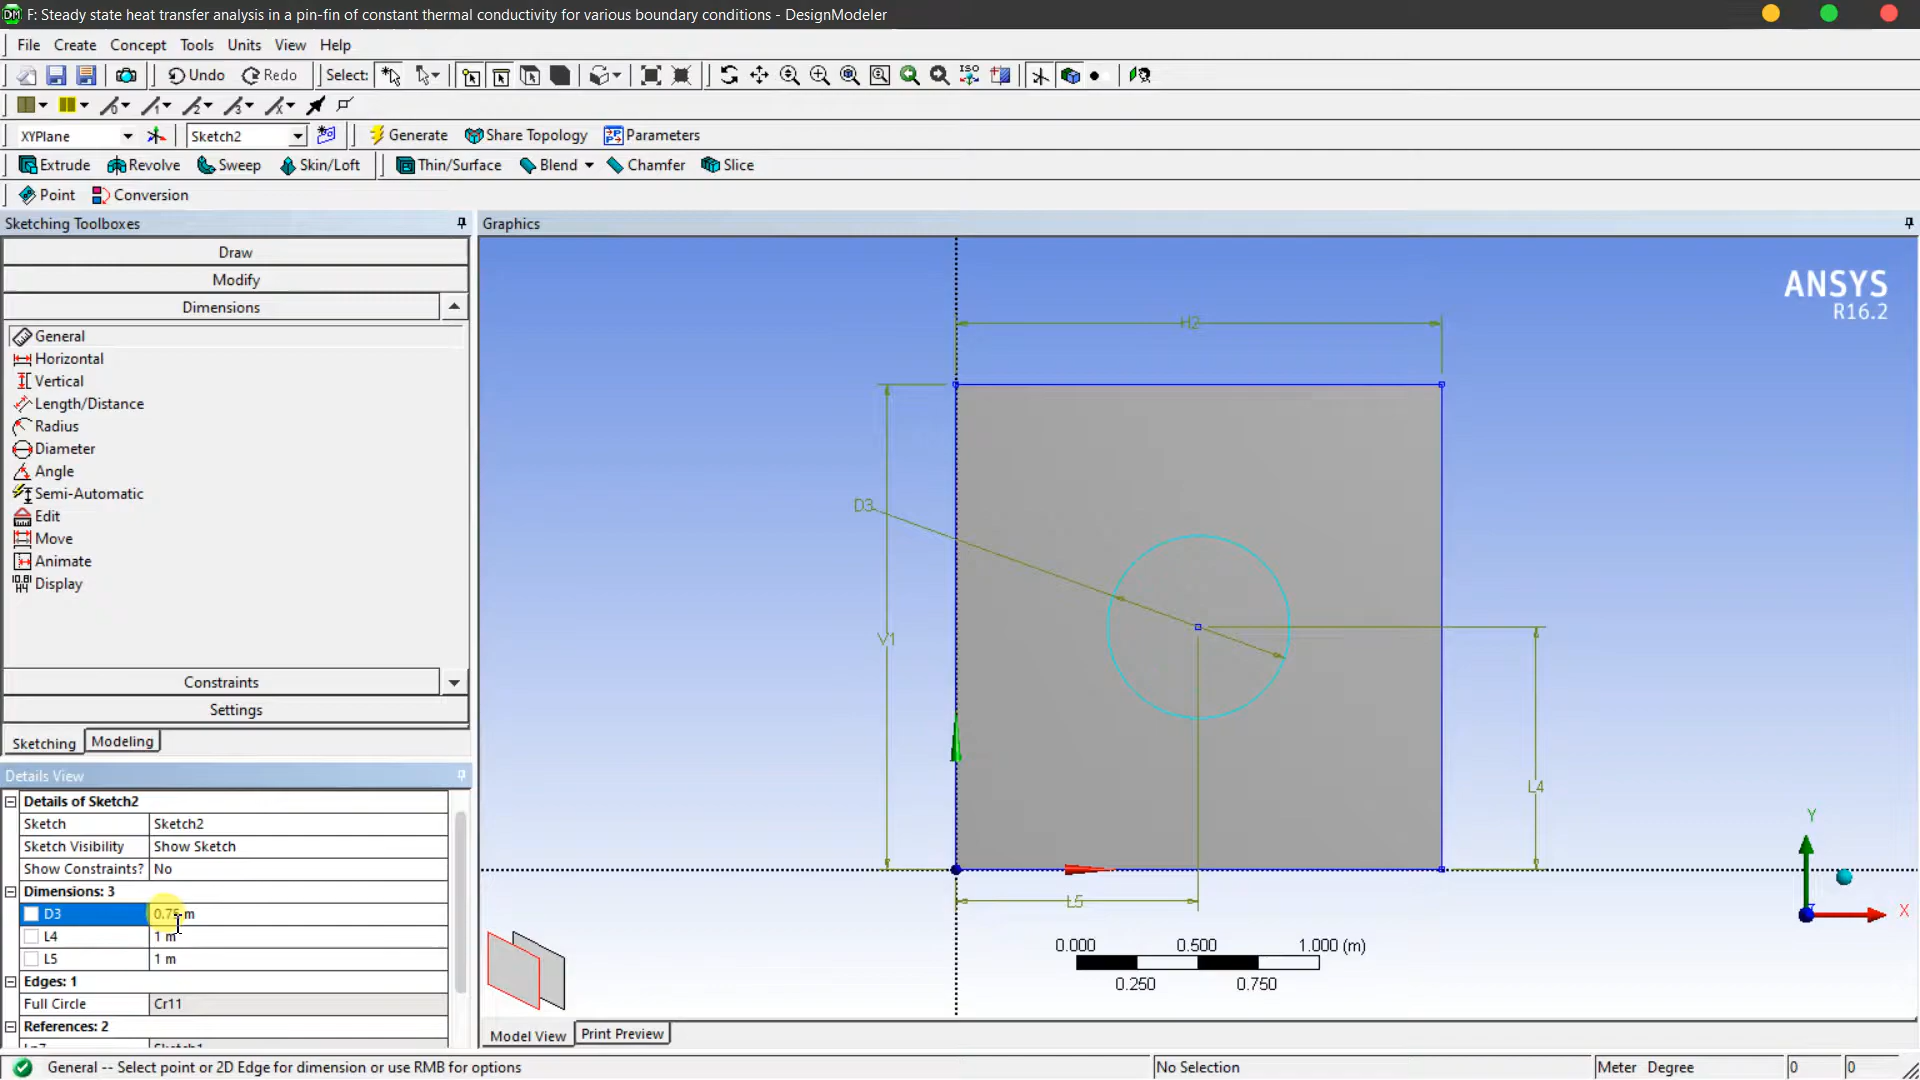 F: Steady state heat transfer analysis in a pin-fin of constant thermal conductivity for various boundary conditions - DesignModeler
File Create Concept Tools Units View Help
Undo Redo Select: ISO
XYPlane Sketch2 Generate Share Topology Parameters
Extrude Revolve Sweep Skin/Loft Thin/Surface Blend Chamfer Slice
Point Conversion
Sketching Toolboxes
Draw
Modify
Dimensions
General
Horizontal
Vertical
Length/Distance
Radius
Diameter
Angle
Semi-Automatic
Edit
Move
Animate
Display
Constraints
Settings
Sketching Modeling
Details View
Details of Sketch2
Sketch Sketch2
Sketch Visibility Show Sketch
Show Constraints? No
Dimensions: 3
D3 0.75 m
L4 1 m
L5 1 m
Edges: 1
Full Circle Cr11
References: 2
Graphics
ANSYS
R16.2
H2
D3
V1
L4
L5
0.000 0.500 1.000 (m)
0.250 0.750
Y
X
Model View Print Preview
General -- Select point or 2D Edge for dimension or use RMB for options No Selection Meter Degree 0 0